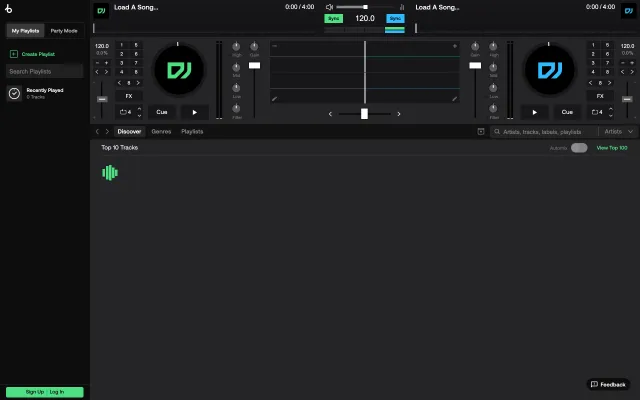 My Playlists
Party Mode
Create Playlist
Search Playlists
Recently Played
0 Tracks
Sign Up | Log In
Load A Song...
0:00 / 4:00
Sync
120.0
Sync
Load A Song...
0:00 / 4:00
120.0
0.0%
1 5
2 6
3 7
4 8
8
FX
4
Cue
High
Mid
Low
Filter
Gain
Gain
High
Mid
Low
Filter
1 5
2 6
3 7
4 8
8
FX
4
Cue
120.0
0.0%
Discover
Genres
Playlists
Artists, tracks, labels, playlists
Artists
Top 10 Tracks
Automix
View Top 100
Feedback